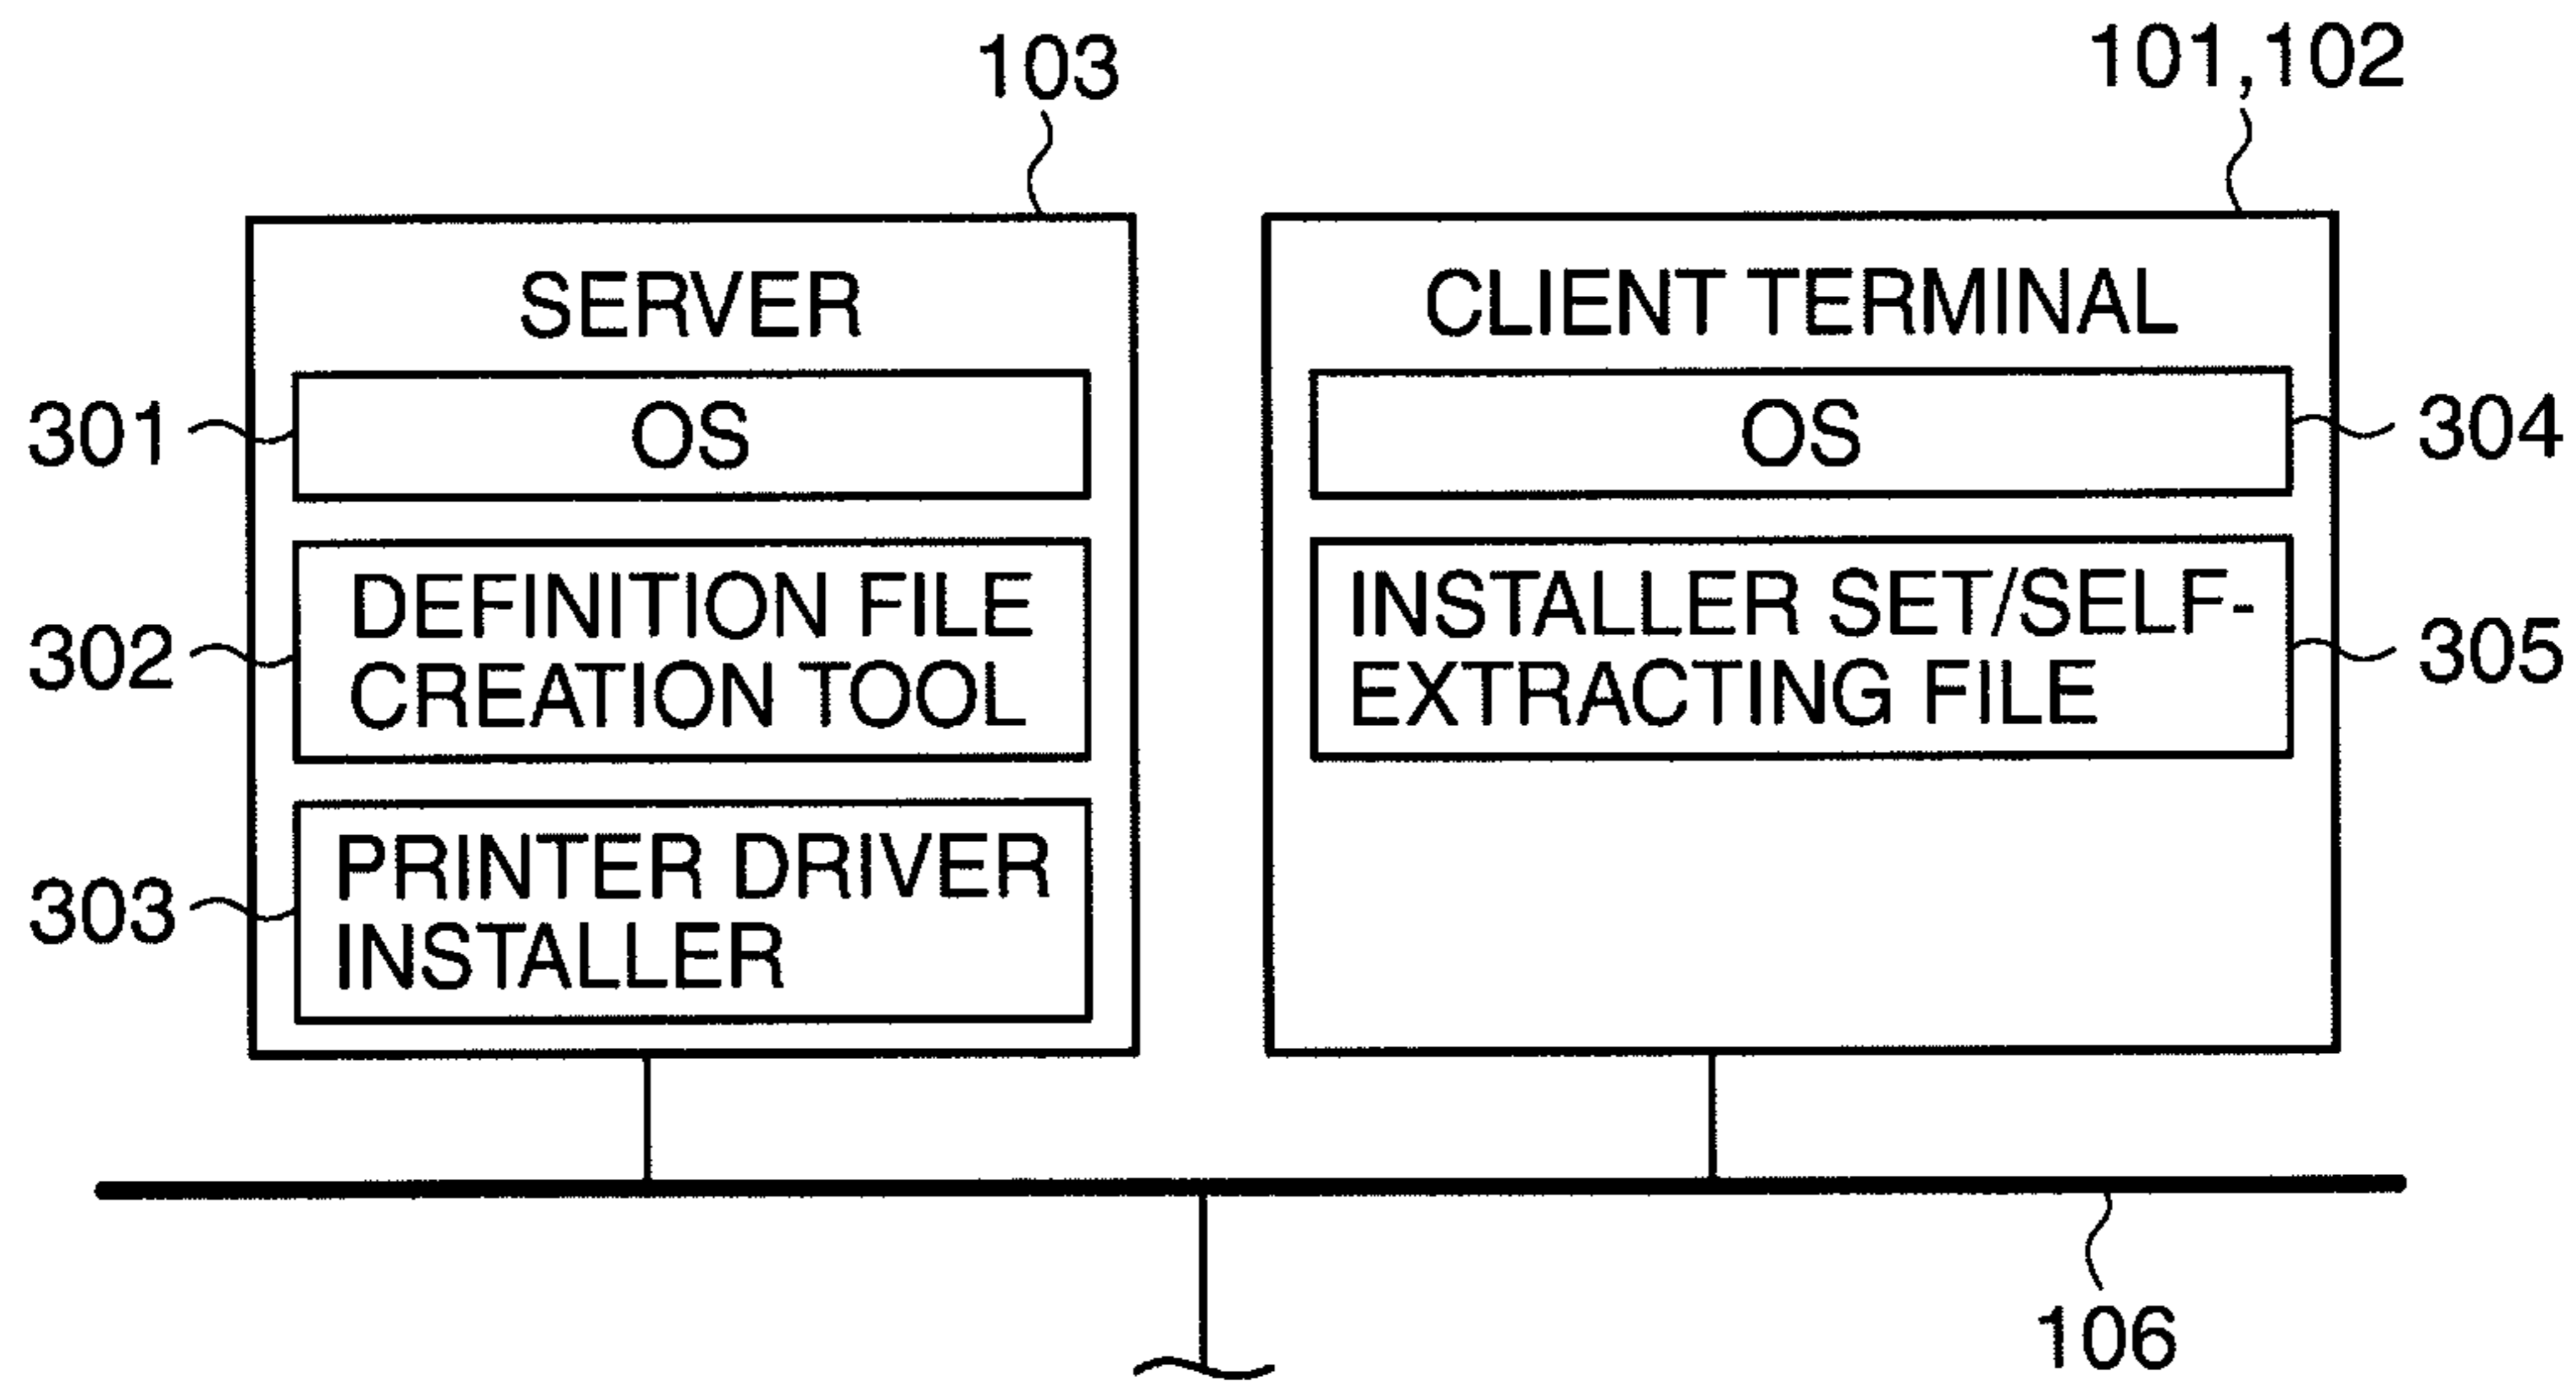 103
101,102
SERVER
301
OS
302
DEFINITION FILE
CREATION TOOL
303
PRINTER DRIVER
INSTALLER
CLIENT TERMINAL
OS
304
INSTALLER SET/SELF-
EXTRACTING FILE
305
106